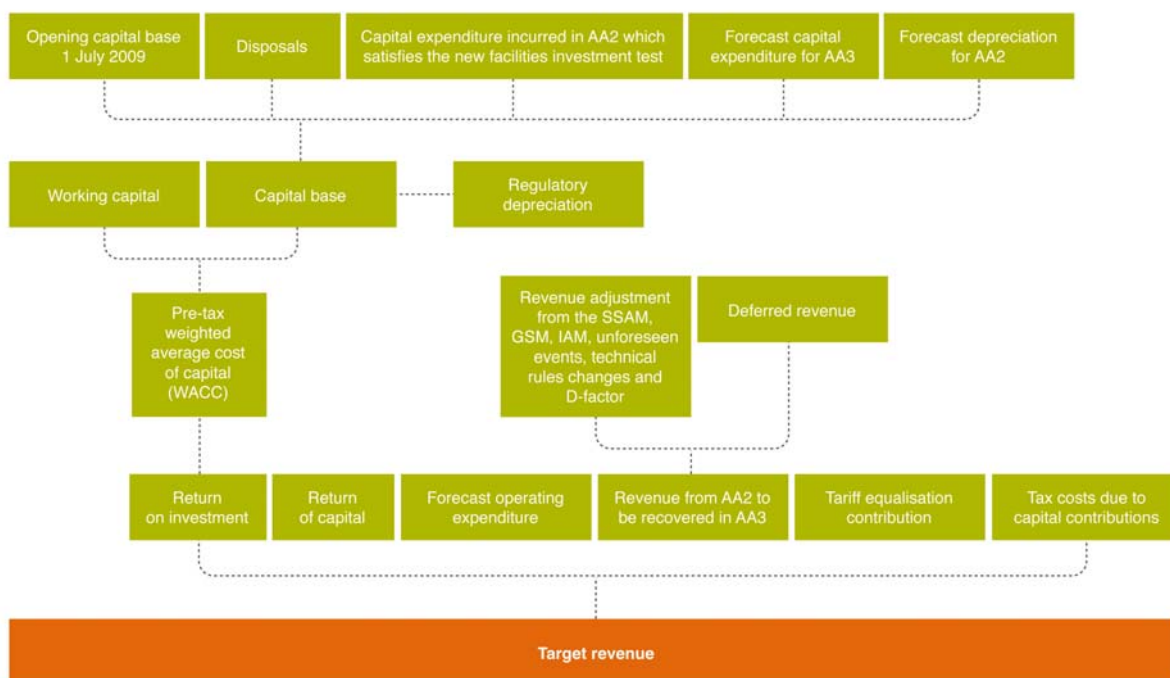 Opening capital base
1 July 2009
Disposals
Capital expenditure incurred in AA2 which
satisfies the new facilities investment test
Forecast capital
expenditure for AA3
Forecast depreciation
for AA2
Working capital
Capital base
Regulatory
depreciation
Pre-tax
weighted
average cost
of capital
(WACC)
Revenue adjustment
from the SSAM,
GSM, IAM, unforeseen
events, technical
rules changes and
D-factor
Deferred revenue
Return
on investment
Return
of capital
Forecast operating
expenditure
Revenue from AA2 to
be recovered in AA3
Tariff equalisation
contribution
Tax costs due to
capital contributions
Target revenue